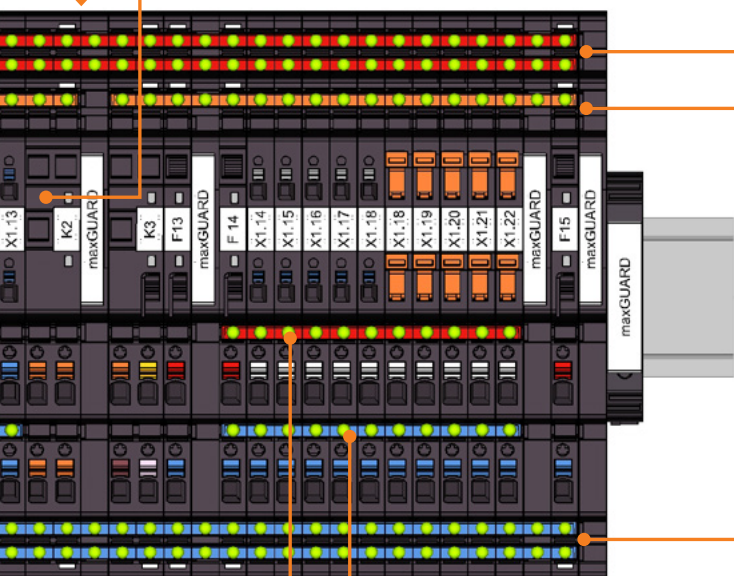 X1.13
K2
maxGUARD
K3
F13
maxGUARD
F 14
X1.14
X1.15
X1.16
X1.17
X1.18
X1.18
X1.19
X1.20
X1.21
X1.22
maxGUARD
F15
maxGUARD
maxGUARD